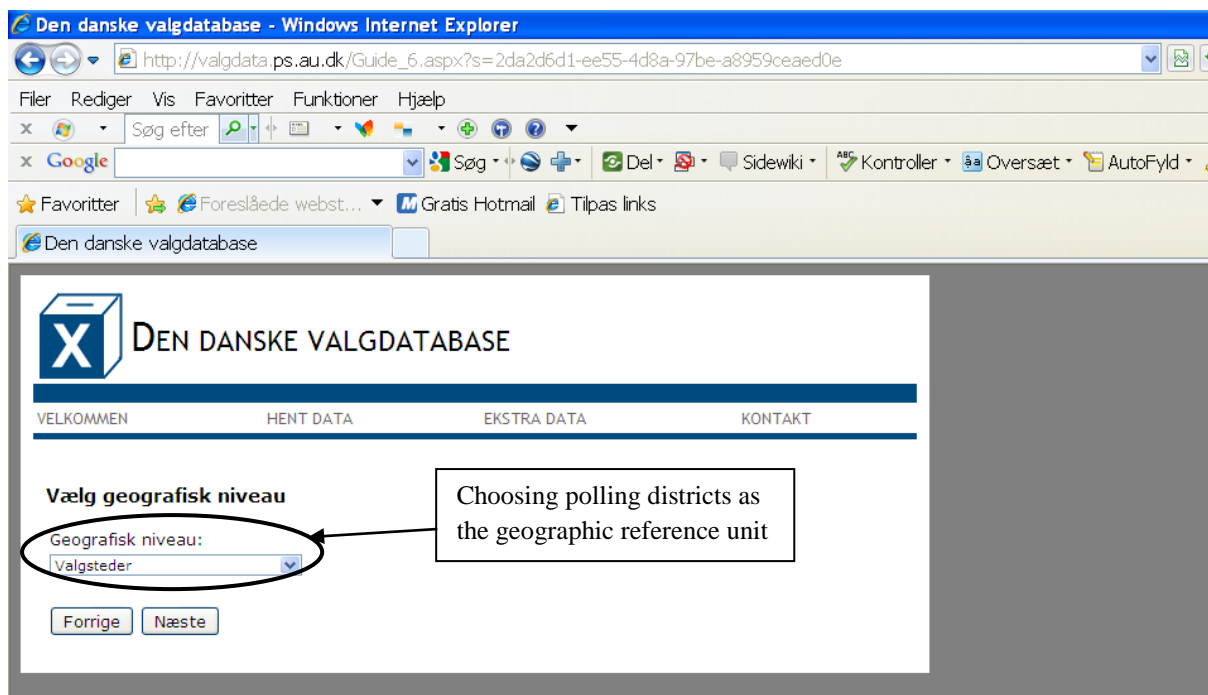 Den danske valgdatabase - Windows Internet Explorer
http://valgdata.ps.au.dk/Guide_6.aspx?s=2da2d6d1-ee55-4d8a-97be-a8959ceaed0e
Filer Rediger Vis Favoritter Funktioner Hjælp
x Søg efter
x Google Søg Del Sidewiki ABC Kontroller Oversæt AutoFyld
Favoritter Foreslåede webst... Gratis Hotmail Tilpas links
Den danske valgdatabase
X DEN DANSKE VALGDATABASE
VELKOMMEN HENT DATA EKSTRA DATA KONTAKT
Vælg geografisk niveau
Geografisk niveau:
Valgsteder
Choosing polling districts as
the geographic reference unit
Forrige Næste